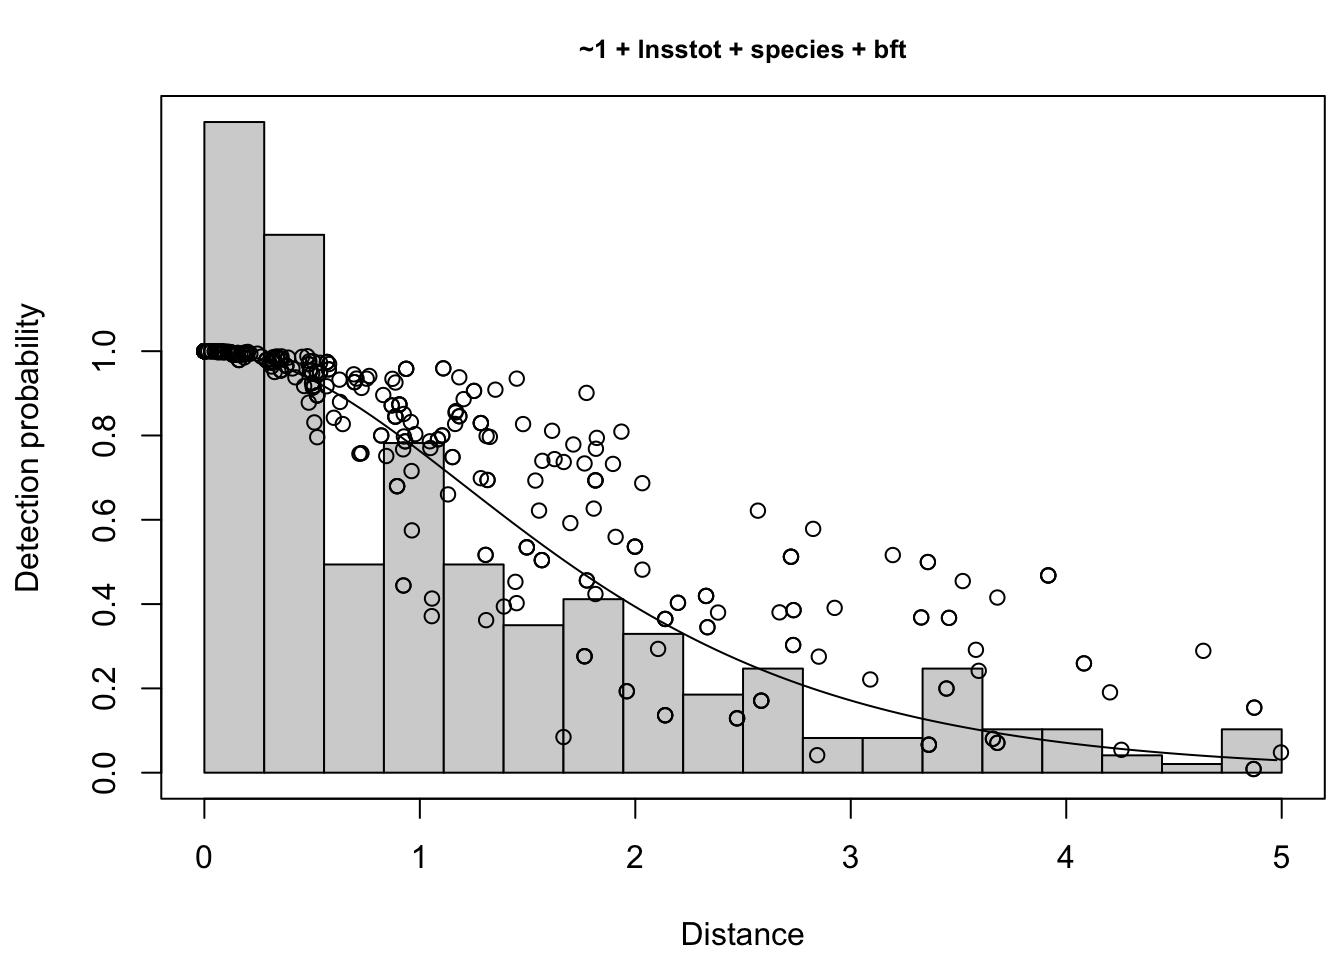 ~1 + lnsstot + species + bft
Detection probability
1.0
0.8
0.6
0.4
0.2
0.0
0 1 2 3 4 5
Distance